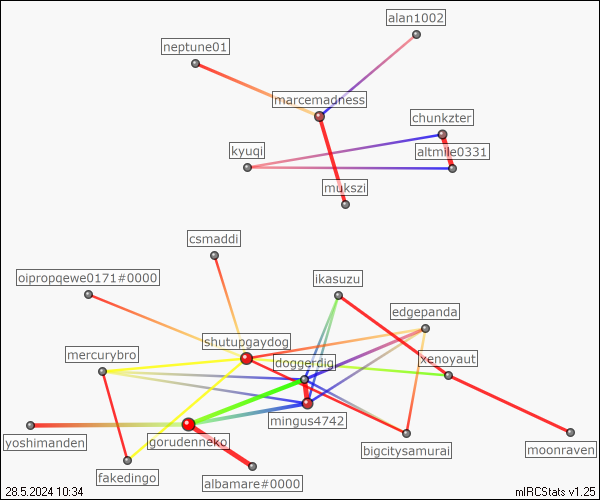 alan1002
neptune01
marcemadness
chunkzter
kyuqi
altmile0331
mukszi
csmaddi
oipropqewe0171#0000
ikasuzu
edgepanda
shutupgaydog
mercurybro
doggerdig
xenoyaut
mingus4742
yoshimanden
gorudenneko
bigcitysamurai
moonraven
fakedingo
albamare#0000
28.5.2024 10:34
mIRCStats v1.25